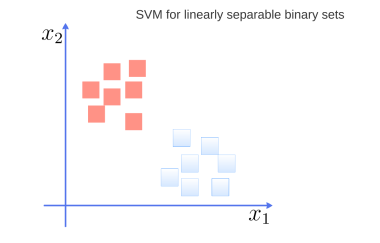 SVM for linearly separable binary sets
x₂
x₁